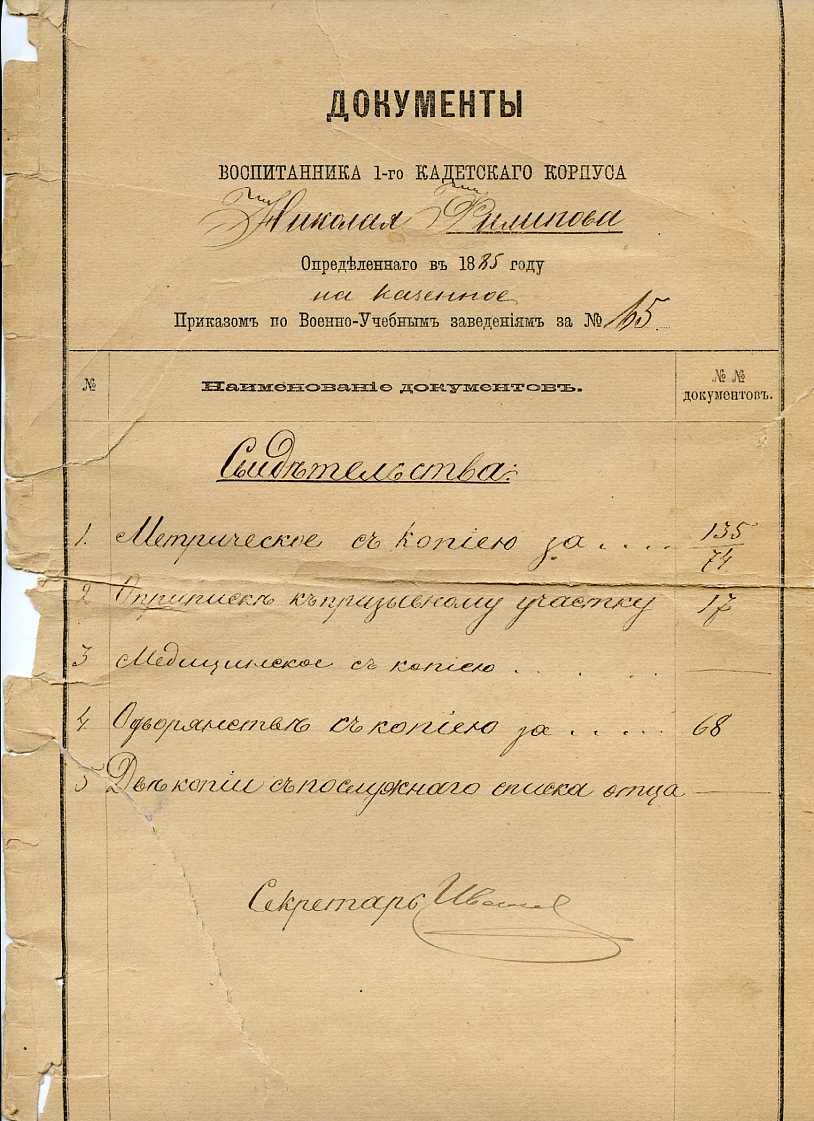 ДОКУМЕНТЫ
ВОСПИТАННИКА 1-го КАДЕТСКАГО КОРПУСА
Николая Филипова
Опредѣленнаго въ 1885 году
на казенное
Приказомъ по Военно-Учебнымъ заведеніямъ за № 165
№ Наименованіе документовъ. № № документовъ.
Свидѣтельства:
1. Метрическое съ копіею за .... 135/74
2 О припискѣ къ призывному участку 17
3 Медицинское съ копіею . . . . —
4 О дворянствѣ съ копіею за ..... 68
5 Двѣ копіи съ послужнаго списка отца —
Секретарь